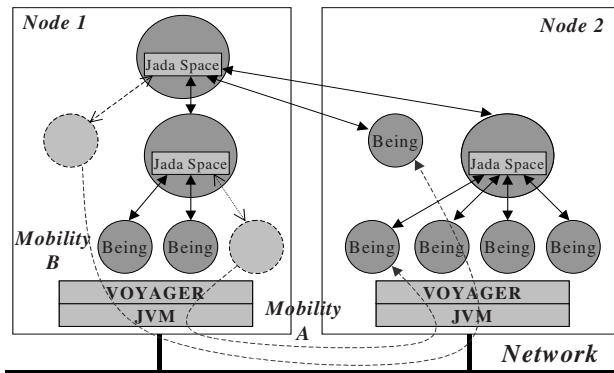 Node 1
Node 2
Jada Space
Being
Jada Space
Jada Space
Mobility
B
Being
Being
Being
Being
Being
Being
VOYAGER
JVM
Mobility
A
VOYAGER
JVM
Network